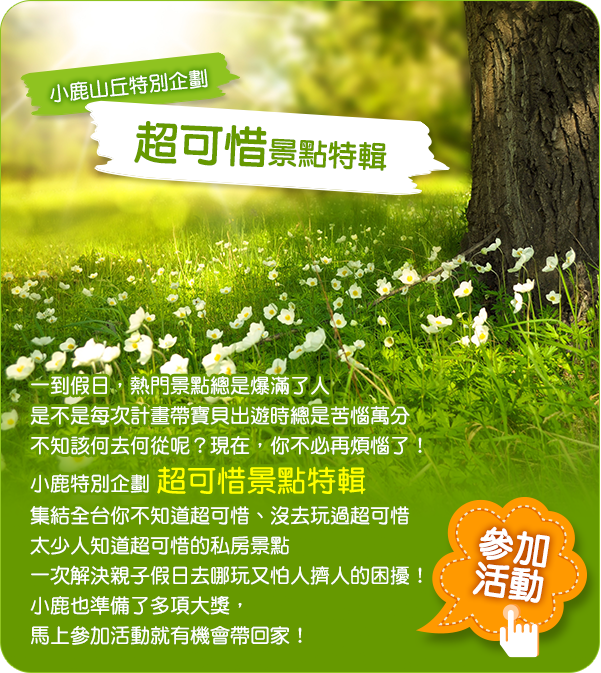 小鹿山丘特別企劃
超可惜景點特輯
一到假日，熱門景點總是爆滿了人
是不是每次計畫帶寶貝出遊時總是苦惱萬分
不知該何去何從呢？現在，你不必再煩惱了！
小鹿特別企劃 超可惜景點特輯
集結全台你不知道超可惜、沒去玩過超可惜
太少人知道超可惜的私房景點
一次解決親子假日去哪玩又怕人擠人的困擾！
小鹿也準備了多項大獎，
馬上參加活動就有機會帶回家！
參加
活動